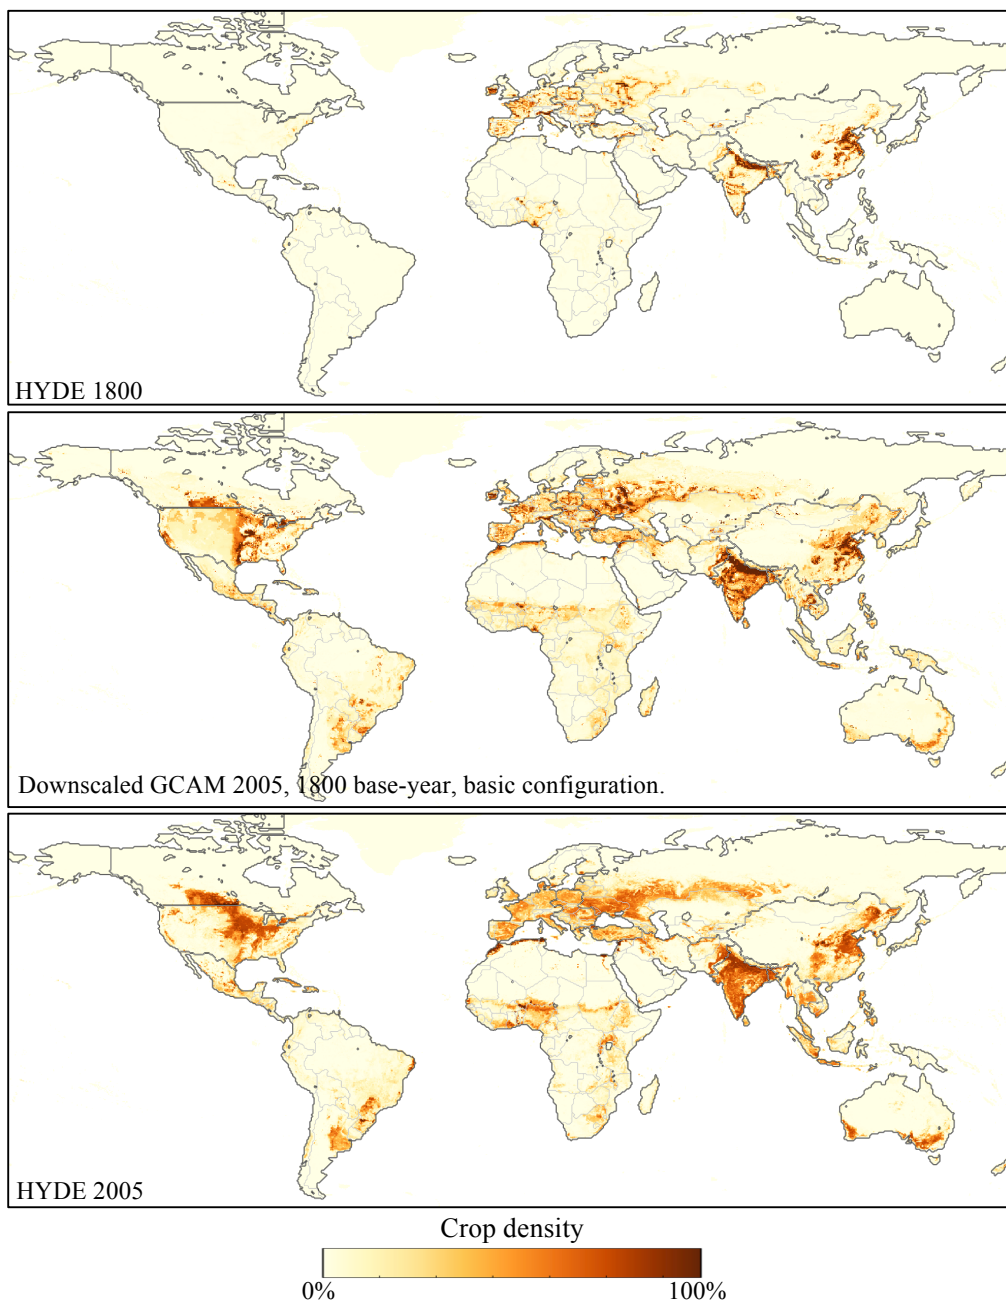 HYDE 1800
Downscaled GCAM 2005, 1800 base-year, basic configuration.
HYDE 2005
Crop density
0% 100%